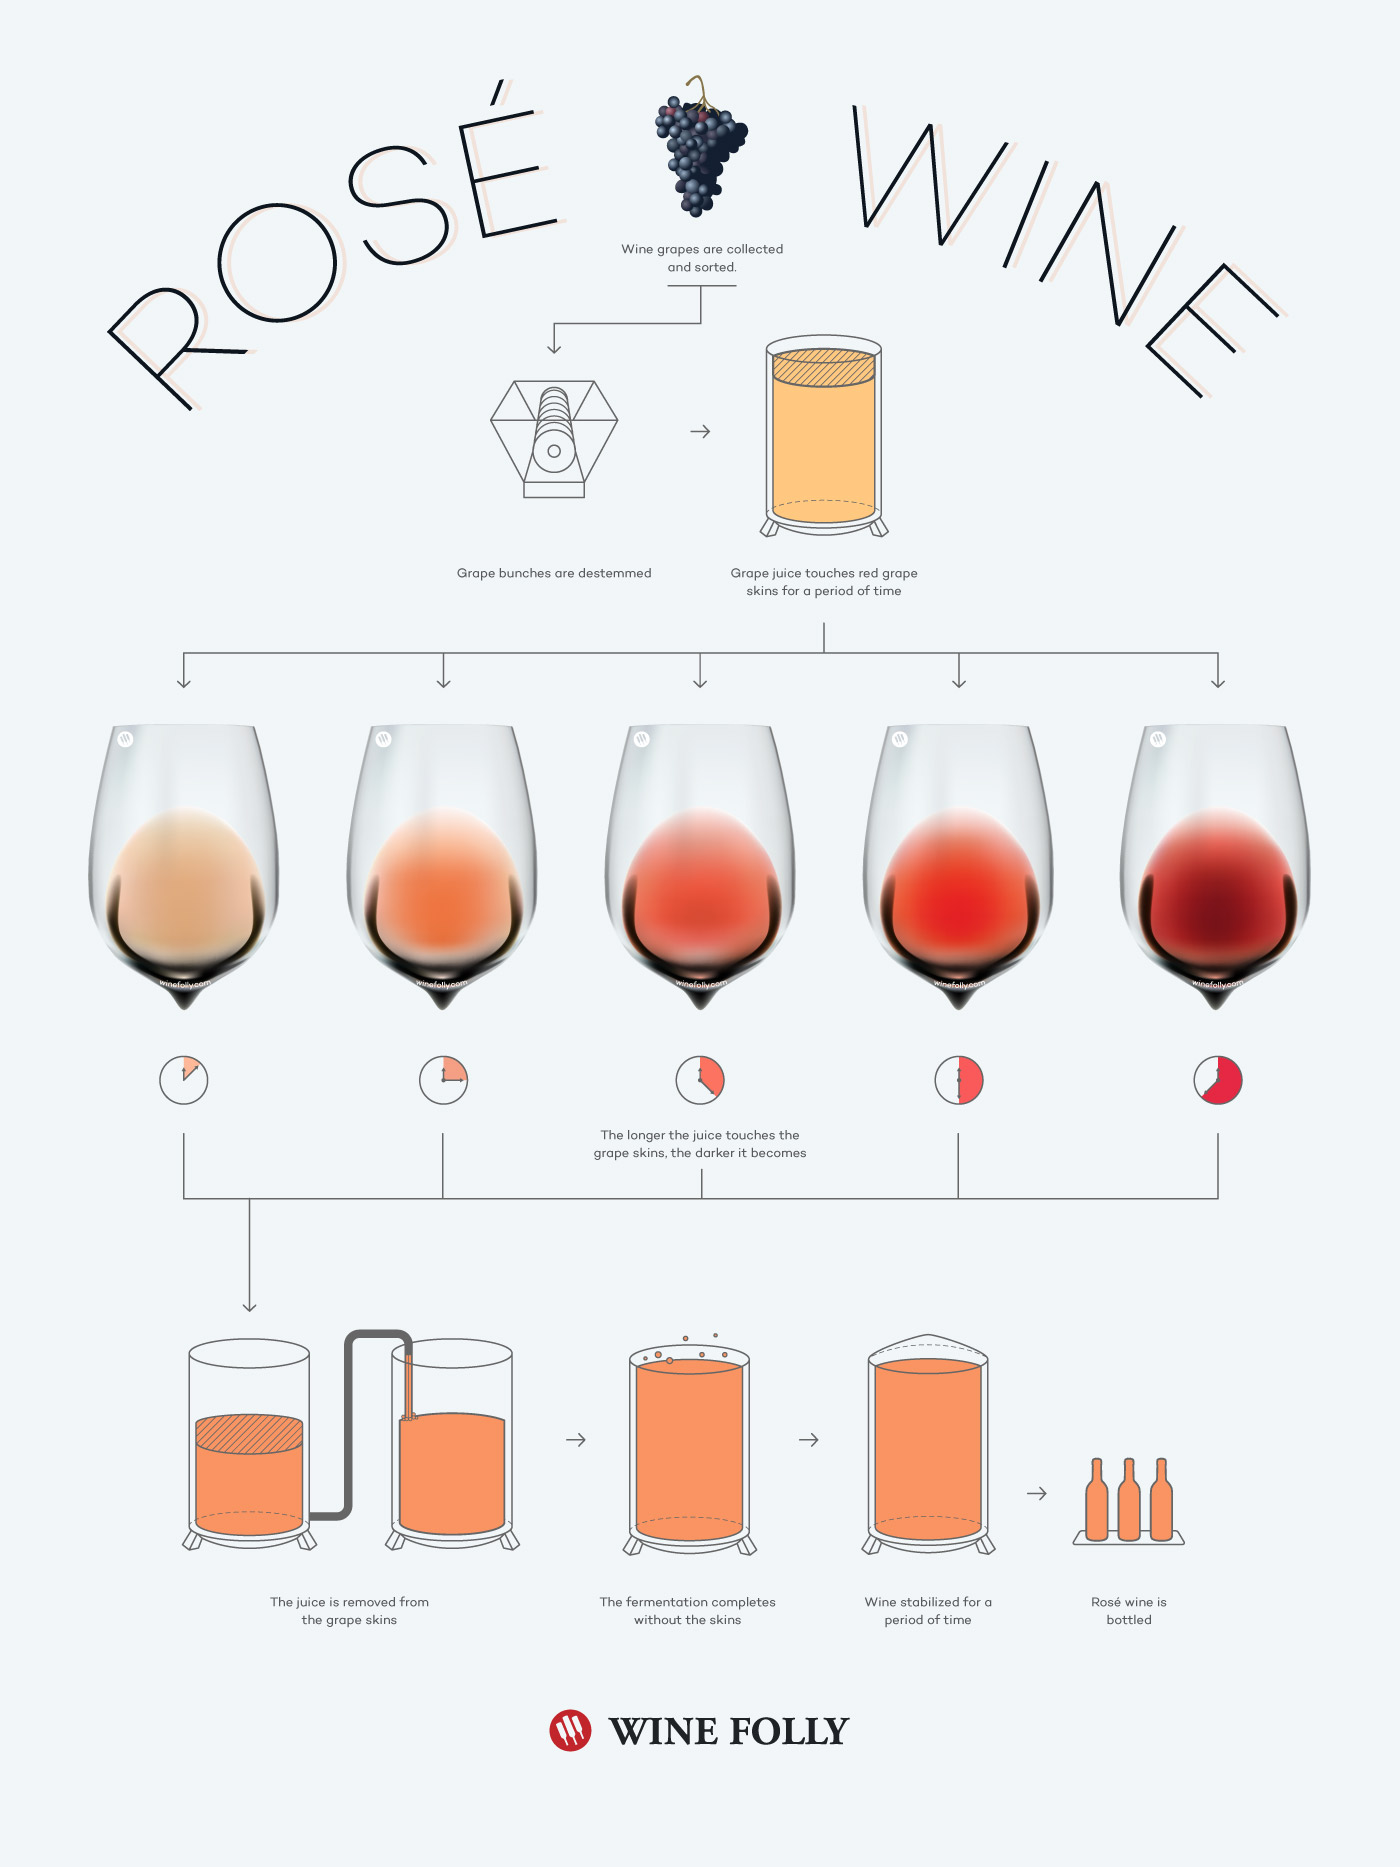 ROSÉ WINE
Wine grapes are collected
and sorted.
Grape bunches are destemmed
Grape juice touches red grape
skins for a period of time
winefolly.com
winefolly.com
winefolly.com
winefolly.com
winefolly.com
The longer the juice touches the
grape skins, the darker it becomes
The juice is removed from
the grape skins
The fermentation completes
without the skins
Wine stabilized for a
period of time
Rosé wine is
bottled
WINE FOLLY